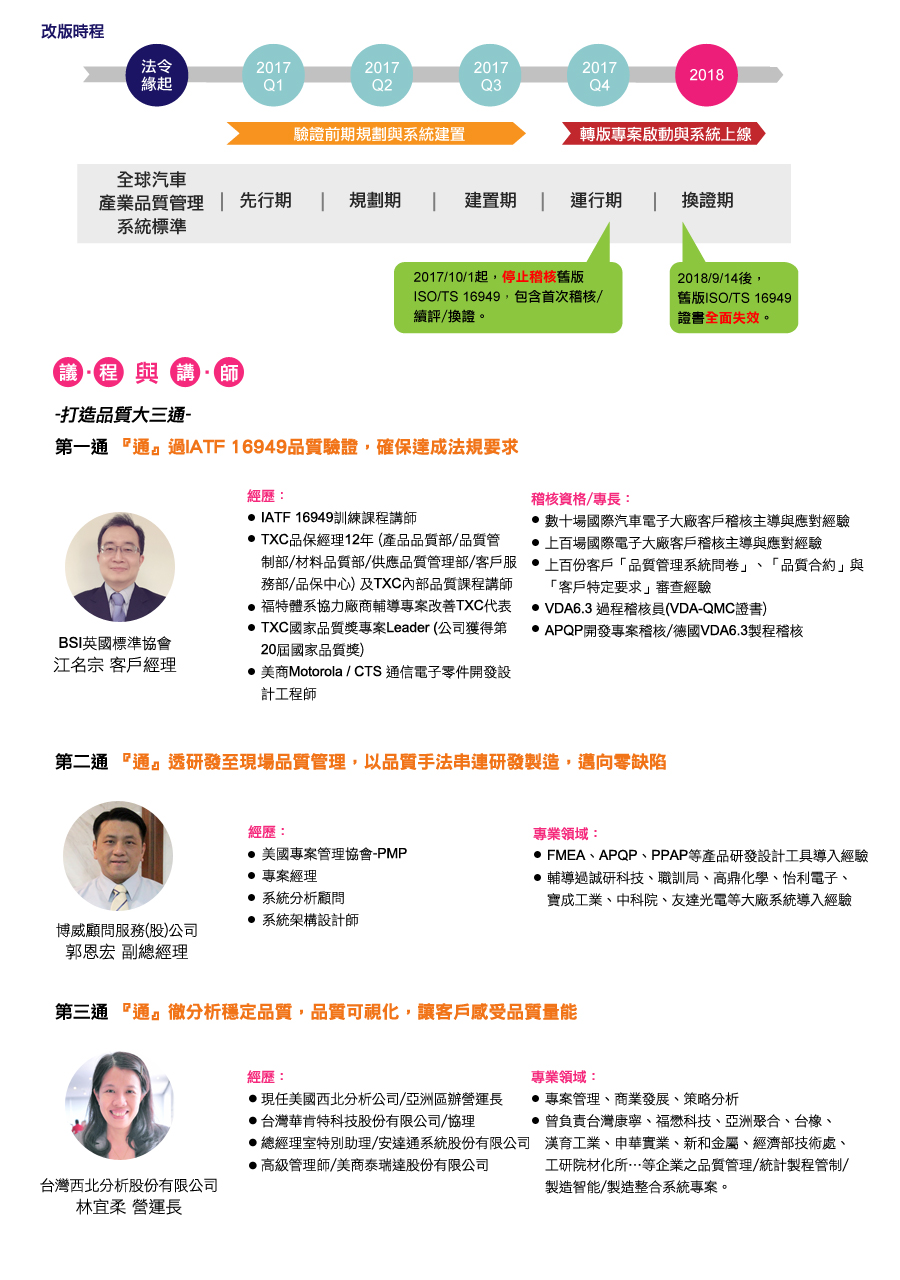 改版時程
法令
緣起
2017
Q1
2017
Q2
2017
Q3
2017
Q4
2018
驗證前期規劃與系統建置
轉版專案啟動與系統上線
全球汽車
產業品質管理
系統標準
| 先行期 | 規劃期 | 建置期 | 運行期 | 換證期
2017/10/1起，停止稽核舊版
ISO/TS 16949，包含首次稽核/
續評/換證。
2018/9/14後，
舊版ISO/TS 16949
證書全面失效。
議·程 與 講·師
-打造品質大三通-
第一通 『通』過IATF 16949品質驗證，確保達成法規要求
BSI英國標準協會
江名宗 客戶經理
經歷：
● IATF 16949訓練課程講師
● TXC品保經理12年 (產品品質部/品質管
制部/材料品質部/供應品質管理部/客戶服
務部/品保中心) 及TXC內部品質課程講師
● 福特體系協力廠商輔導專案改善TXC代表
● TXC國家品質獎專案Leader (公司獲得第
20屆國家品質獎)
● 美商Motorola / CTS 通信電子零件開發設
計工程師
稽核資格/專長：
● 數十場國際汽車電子大廠客戶稽核主導與應對經驗
● 上百場國際電子大廠客戶稽核主導與應對經驗
● 上百份客戶「品質管理系統問卷」、「品質合約」與
「客戶特定要求」審查經驗
● VDA6.3 過程稽核員(VDA-QMC證書)
● APQP開發專案稽核/德國VDA6.3製程稽核
第二通 『通』透研發至現場品質管理，以品質手法串連研發製造，邁向零缺陷
博威顧問服務(股)公司
郭恩宏 副總經理
經歷：
● 美國專案管理協會-PMP
● 專案經理
● 系統分析顧問
● 系統架構設計師
專業領域：
● FMEA、APQP、PPAP等產品研發設計工具導入經驗
● 輔導過誠研科技、職訓局、高鼎化學、怡利電子、
寶成工業、中科院、友達光電等大廠系統導入經驗
第三通 『通』徹分析穩定品質，品質可視化，讓客戶感受品質量能
台灣西北分析股份有限公司
林宜柔 營運長
經歷：
● 現任美國西北分析公司/亞洲區辦營運長
● 台灣華肯特科技股份有限公司/協理
● 總經理室特別助理/安達通系統股份有限公司
● 高級管理師/美商泰瑞達股份有限公司
專業領域：
● 專案管理、商業發展、策略分析
● 曾負責台灣康寧、福懋科技、亞洲聚合、台橡、
漢育工業、申華實業、新和金屬、經濟部技術處、
工研院材化所…等企業之品質管理/統計製程管制/
製造智能/製造整合系統專案。